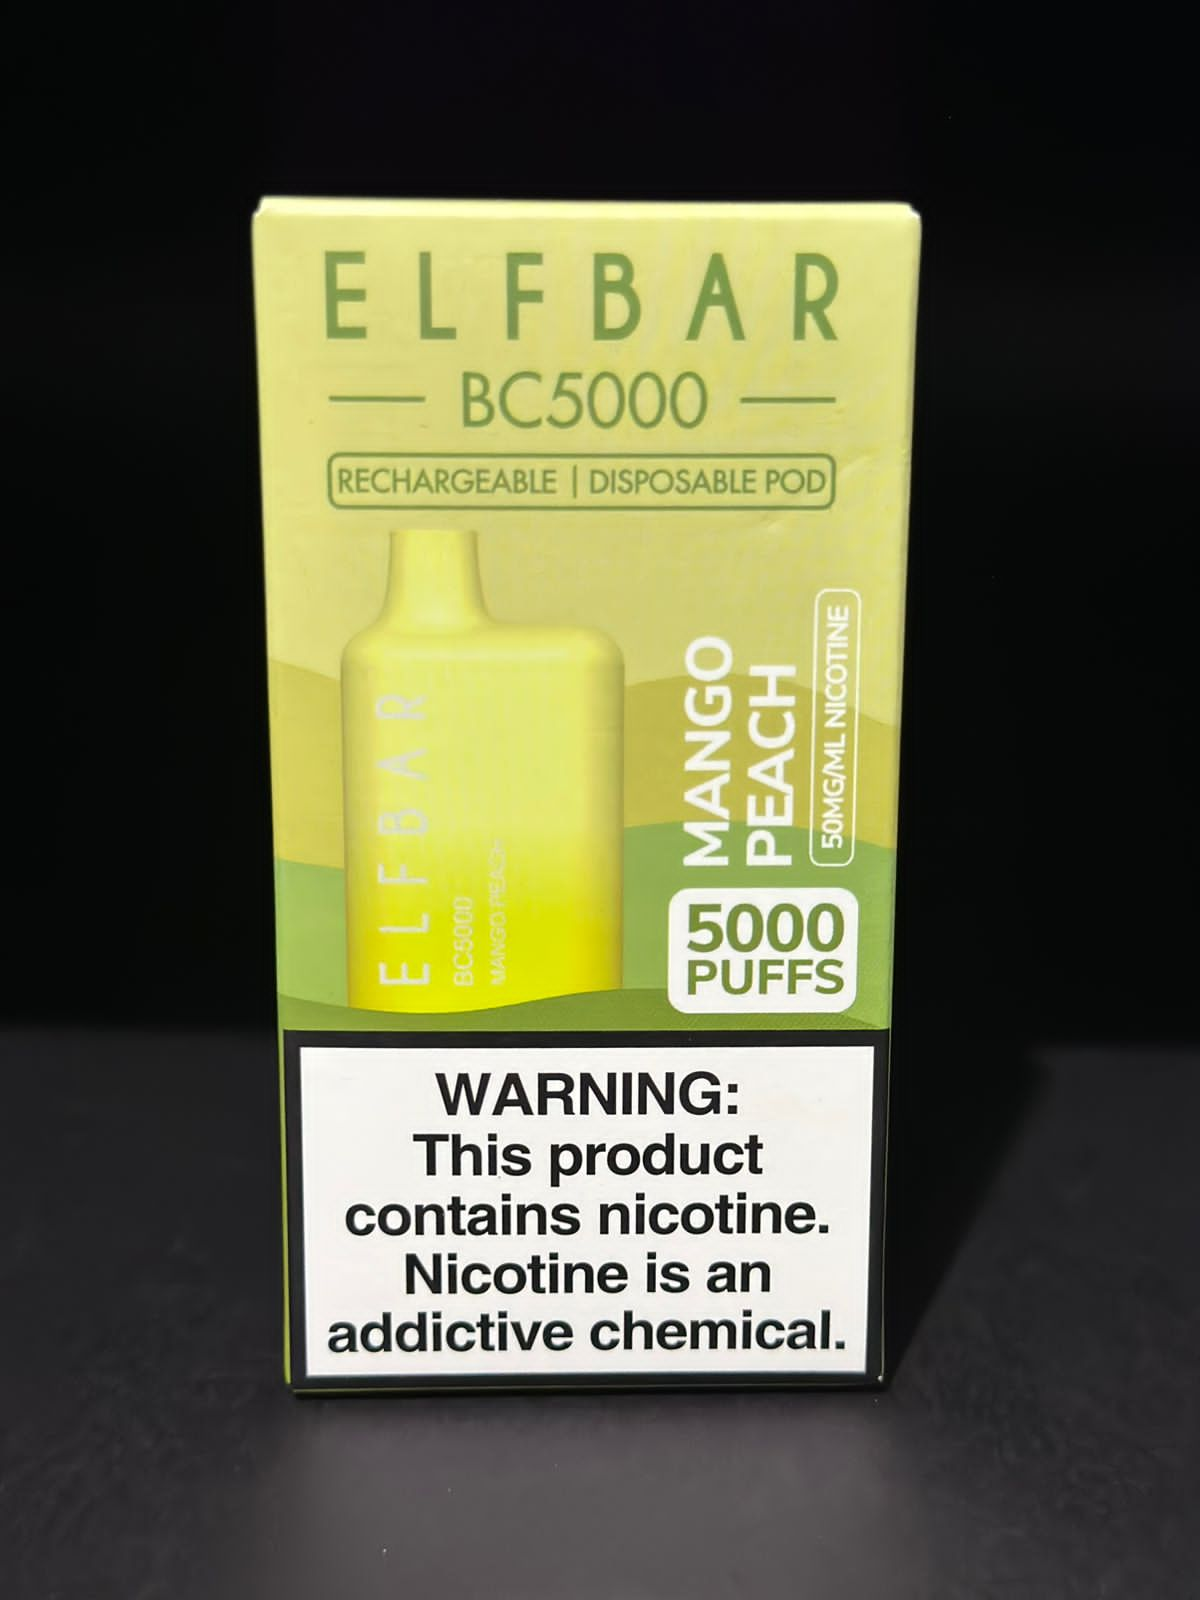 ELFBAR
BC5000
RECHARGEABLE | DISPOSABLE POD
ELFBAR
BC5000
MANGO PEACH
MANGO
PEACH
50MG/ML NICOTINE
5000
PUFFS
WARNING:
This product
contains nicotine.
Nicotine is an
addictive chemical.